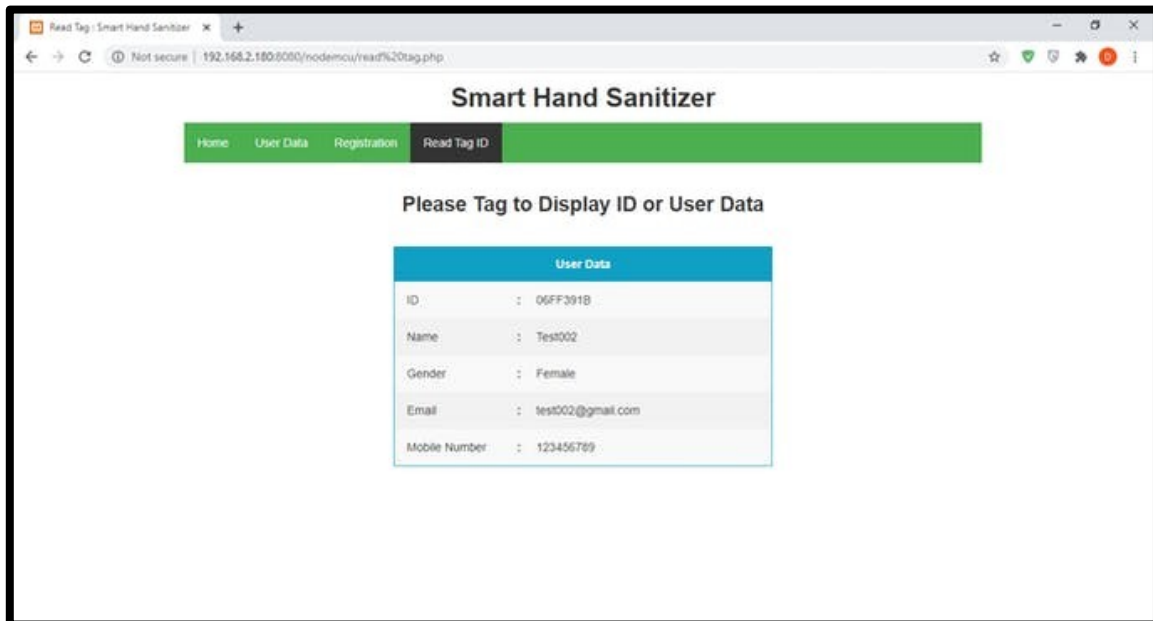 Read Tag : Smart Hand Sanitizer
Not secure | 192.168.2.180:8080/nodemcu/read%20tag.php
Smart Hand Sanitizer
Home User Data Registration Read Tag ID
Please Tag to Display ID or User Data
User Data
ID : 06FF391B
Name : Test002
Gender : Female
Email : test002@gmail.com
Mobile Number : 123456789